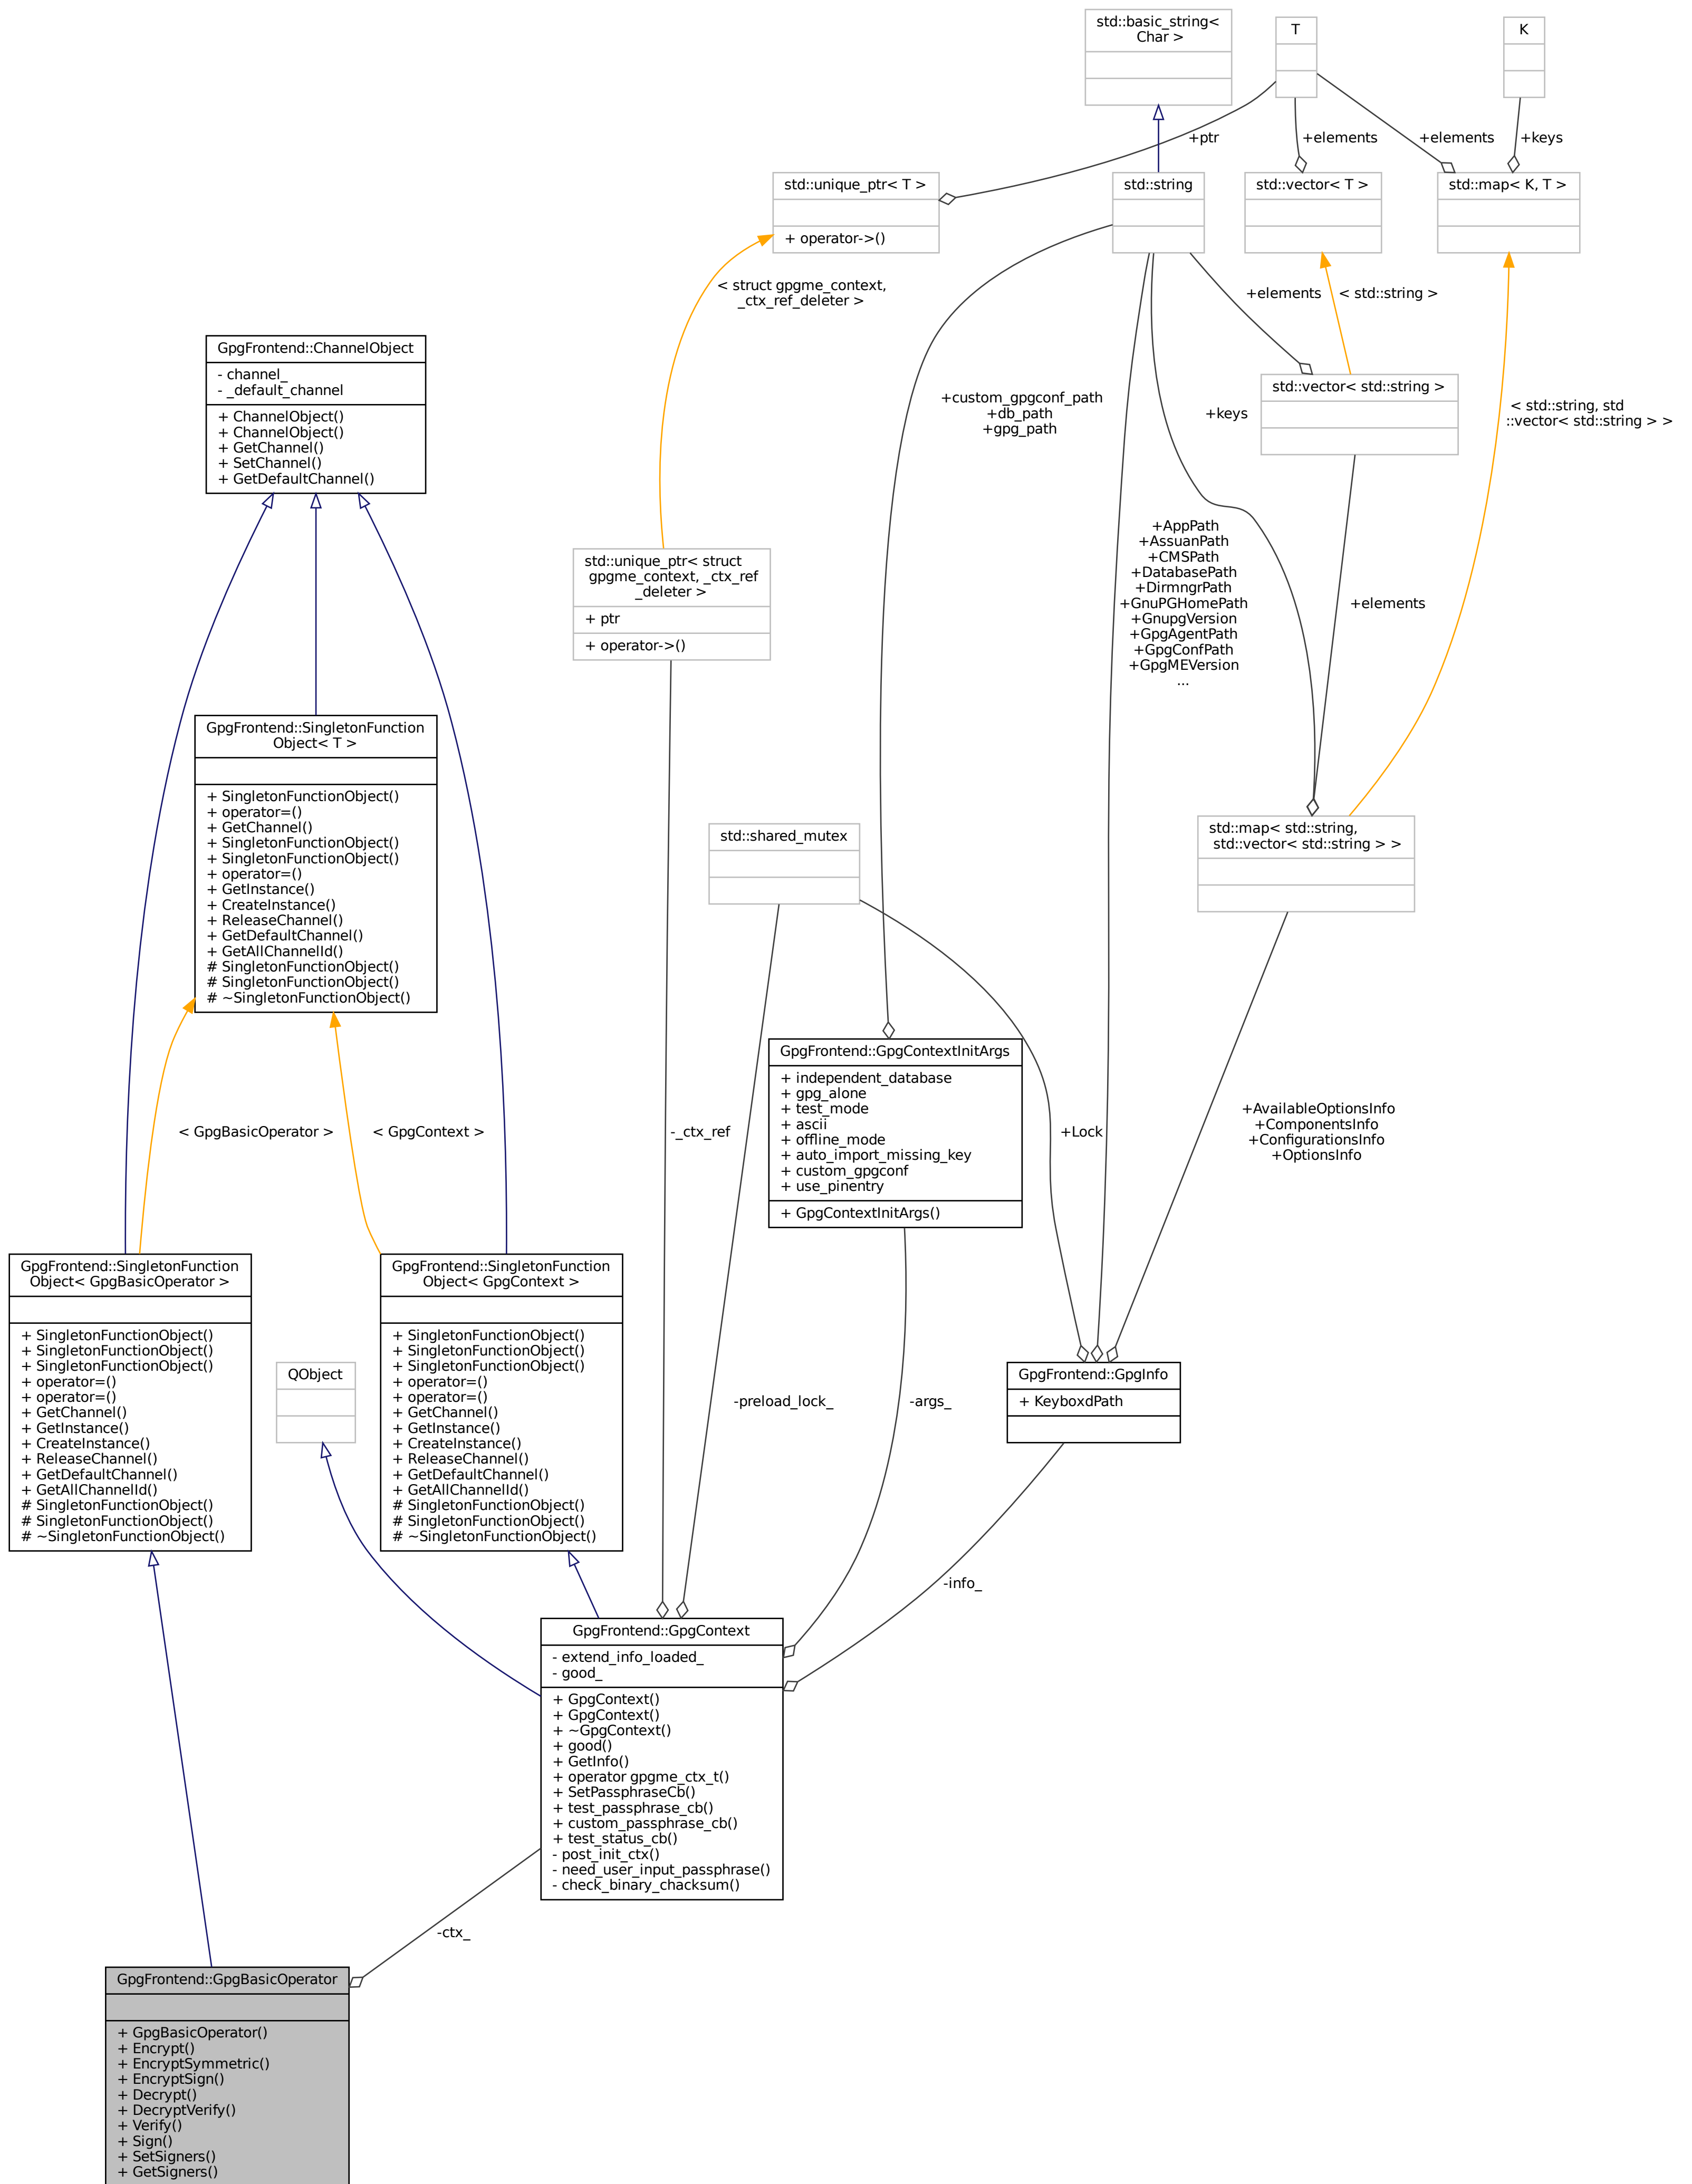 std::basic_string<
Char >
T
K
+ptr
+elements
+elements
+keys
std::unique_ptr< T >
+ operator->()
std::string
std::vector< T >
std::map< K, T >
< struct gpgme_context,
_ctx_ref_deleter >
+elements
< std::string >
GpgFrontend::ChannelObject
- channel_
- _default_channel
+ ChannelObject()
+ ChannelObject()
+ GetChannel()
+ SetChannel()
+ GetDefaultChannel()
+custom_gpgconf_path
+db_path
+gpg_path
+keys
std::vector< std::string >
< std::string, std
::vector< std::string > >
std::unique_ptr< struct
gpgme_context, _ctx_ref
_deleter >
+ ptr
+ operator->()
+AppPath
+AssuanPath
+CMSPath
+DatabasePath
+DirmngrPath
+GnuPGHomePath
+GnupgVersion
+GpgAgentPath
+GpgConfPath
+GpgMEVersion
...
+elements
GpgFrontend::SingletonFunction
Object< T >
+ SingletonFunctionObject()
+ operator=()
+ GetChannel()
+ SingletonFunctionObject()
+ SingletonFunctionObject()
+ operator=()
+ GetInstance()
+ CreateInstance()
+ ReleaseChannel()
+ GetDefaultChannel()
+ GetAllChannelId()
# SingletonFunctionObject()
# SingletonFunctionObject()
# ~SingletonFunctionObject()
std::shared_mutex
std::map< std::string,
std::vector< std::string > >
< GpgBasicOperator >
< GpgContext >
-_ctx_ref
GpgFrontend::GpgContextInitArgs
+ independent_database
+ gpg_alone
+ test_mode
+ ascii
+ offline_mode
+ auto_import_missing_key
+ custom_gpgconf
+ use_pinentry
+ GpgContextInitArgs()
+Lock
+AvailableOptionsInfo
+ComponentsInfo
+ConfigurationsInfo
+OptionsInfo
GpgFrontend::SingletonFunction
Object< GpgBasicOperator >
+ SingletonFunctionObject()
+ SingletonFunctionObject()
+ SingletonFunctionObject()
+ operator=()
+ operator=()
+ GetChannel()
+ GetInstance()
+ CreateInstance()
+ ReleaseChannel()
+ GetDefaultChannel()
+ GetAllChannelId()
# SingletonFunctionObject()
# SingletonFunctionObject()
# ~SingletonFunctionObject()
QObject
GpgFrontend::SingletonFunction
Object< GpgContext >
+ SingletonFunctionObject()
+ SingletonFunctionObject()
+ SingletonFunctionObject()
+ operator=()
+ operator=()
+ GetChannel()
+ GetInstance()
+ CreateInstance()
+ ReleaseChannel()
+ GetDefaultChannel()
+ GetAllChannelId()
# SingletonFunctionObject()
# SingletonFunctionObject()
# ~SingletonFunctionObject()
-preload_lock_
-args_
GpgFrontend::GpgInfo
+ KeyboxdPath
-info_
GpgFrontend::GpgContext
- extend_info_loaded_
- good_
+ GpgContext()
+ GpgContext()
+ ~GpgContext()
+ good()
+ GetInfo()
+ operator gpgme_ctx_t()
+ SetPassphraseCb()
+ test_passphrase_cb()
+ custom_passphrase_cb()
+ test_status_cb()
- post_init_ctx()
- need_user_input_passphrase()
- check_binary_chacksum()
-ctx_
GpgFrontend::GpgBasicOperator
+ GpgBasicOperator()
+ Encrypt()
+ EncryptSymmetric()
+ EncryptSign()
+ Decrypt()
+ DecryptVerify()
+ Verify()
+ Sign()
+ SetSigners()
+ GetSigners()